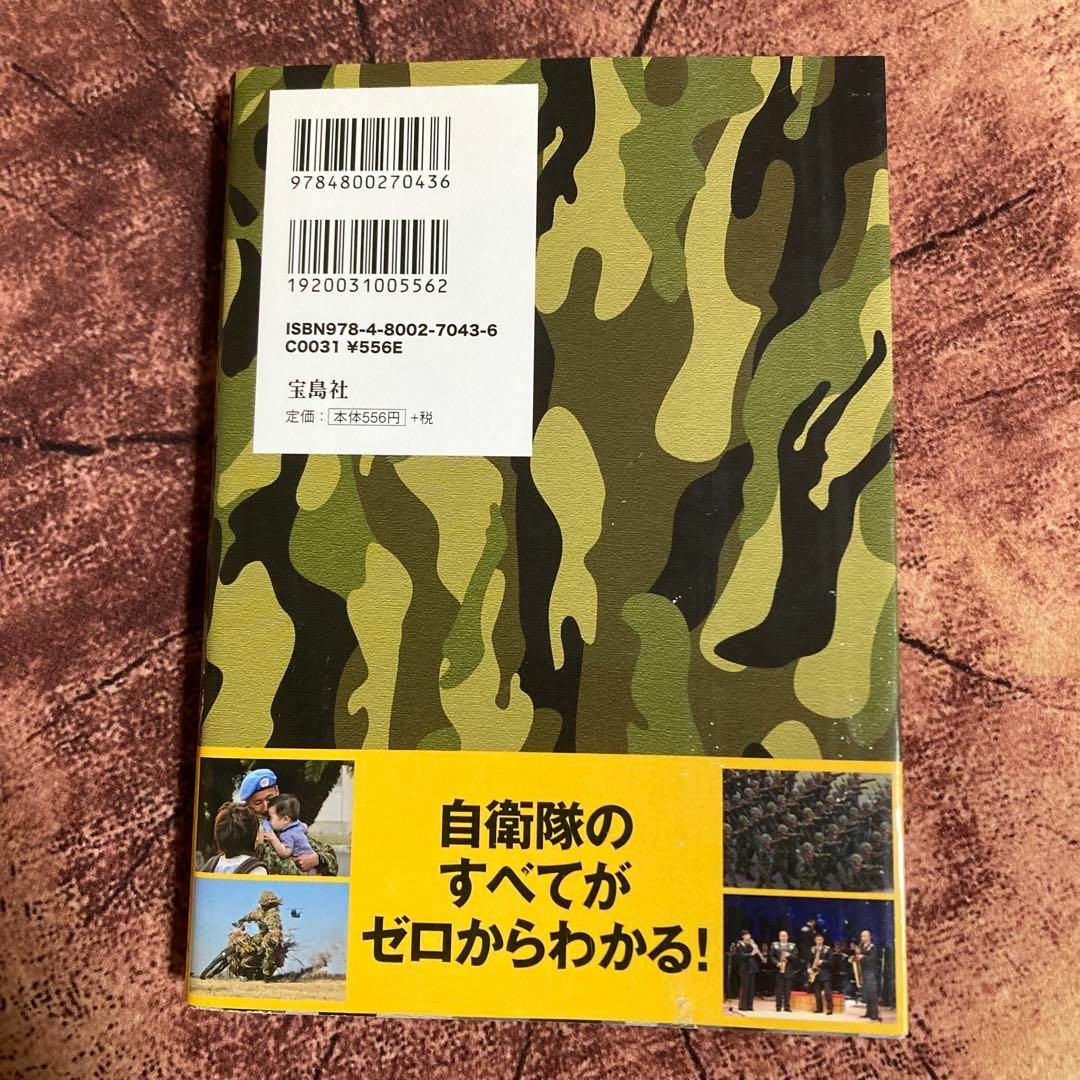 9784800270436
1920031005562
ISBN978-4-8002-7043-6
C0031 ¥556E
宝島社
定価：本体556円+税
自衛隊の
すべてが
ゼロからわかる!